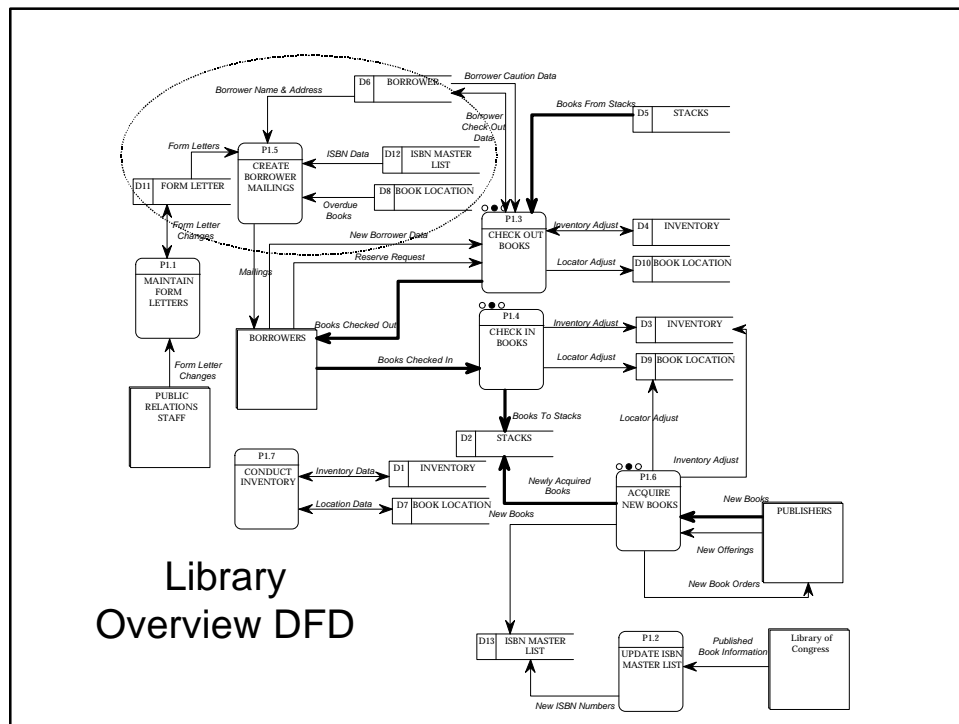 D6 BORROWER
Borrower Caution Data
Borrower Name & Address
Borrower
Check Out
Data
Books From Stacks
D5 STACKS
Form Letters
P1.5
CREATE
BORROWER
MAILINGS
ISBN Data
D12 ISBN MASTER
LIST
D11 FORM LETTER
D8 BOOK LOCATION
Overdue
Books
P1.3
CHECK OUT
BOOKS
Inventory Adjust
D4 INVENTORY
Form Letter
Changes
New Borrower Data
Reserve Request
Mailings
Locator Adjust
D10 BOOK LOCATION
P1.1
MAINTAIN
FORM
LETTERS
P1.4
CHECK IN
BOOKS
Books Checked Out
BORROWERS
Inventory Adjust
D3 INVENTORY
Books Checked In
Locator Adjust
D9 BOOK LOCATION
Form Letter
Changes
PUBLIC
RELATIONS
STAFF
Books To Stacks
Locator Adjust
D2 STACKS
P1.7
CONDUCT
INVENTORY
Inventory Data
D1 INVENTORY
Newly Acquired
Books
Inventory Adjust
P1.6
ACQUIRE
NEW BOOKS
Location Data
D7 BOOK LOCATION
New Books
New Books
PUBLISHERS
New Offerings
New Book Orders
Library
Overview DFD
D13 ISBN MASTER
LIST
P1.2
UPDATE ISBN
MASTER LIST
Published
Book Information
Library of
Congress
New ISBN Numbers